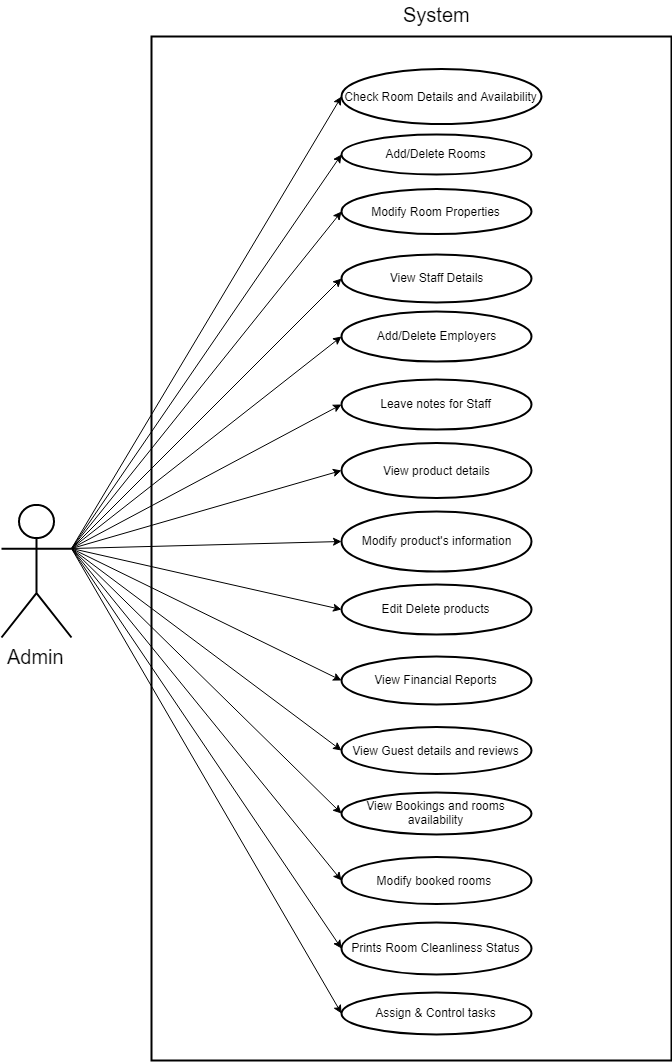 System
Check Room Details and Availability
Add/Delete Rooms
Modify Room Properties
View Staff Details
Add/Delete Employers
Leave notes for Staff
View product details
Modify product's information
Edit Delete products
Admin
View Financial Reports
View Guest details and reviews
View Bookings and rooms
availability
Modify booked rooms
Prints Room Cleanliness Status
Assign & Control tasks